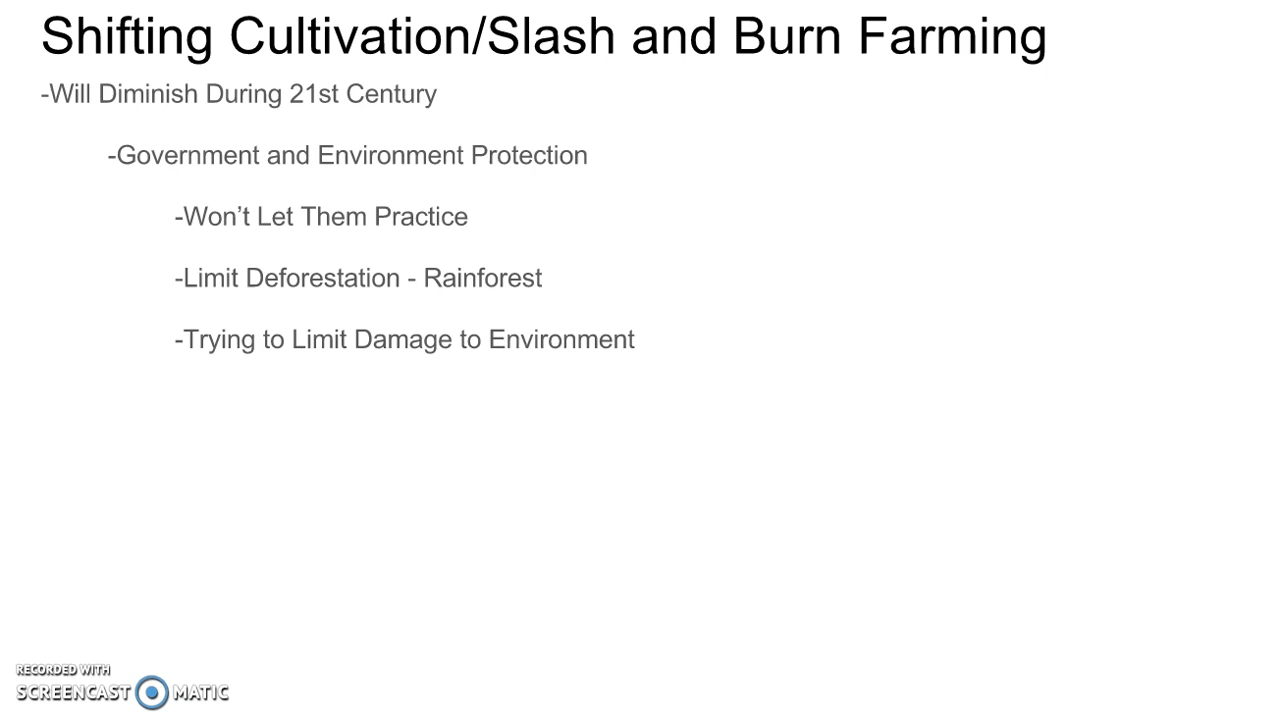 Shifting Cultivation/Slash and Burn Farming
-Will Diminish During 21st Century
-Government and Environment Protection
-Won’t Let Them Practice
-Limit Deforestation - Rainforest
-Trying to Limit Damage to Environment
RECORDED WITH
SCREENCAST MATIC